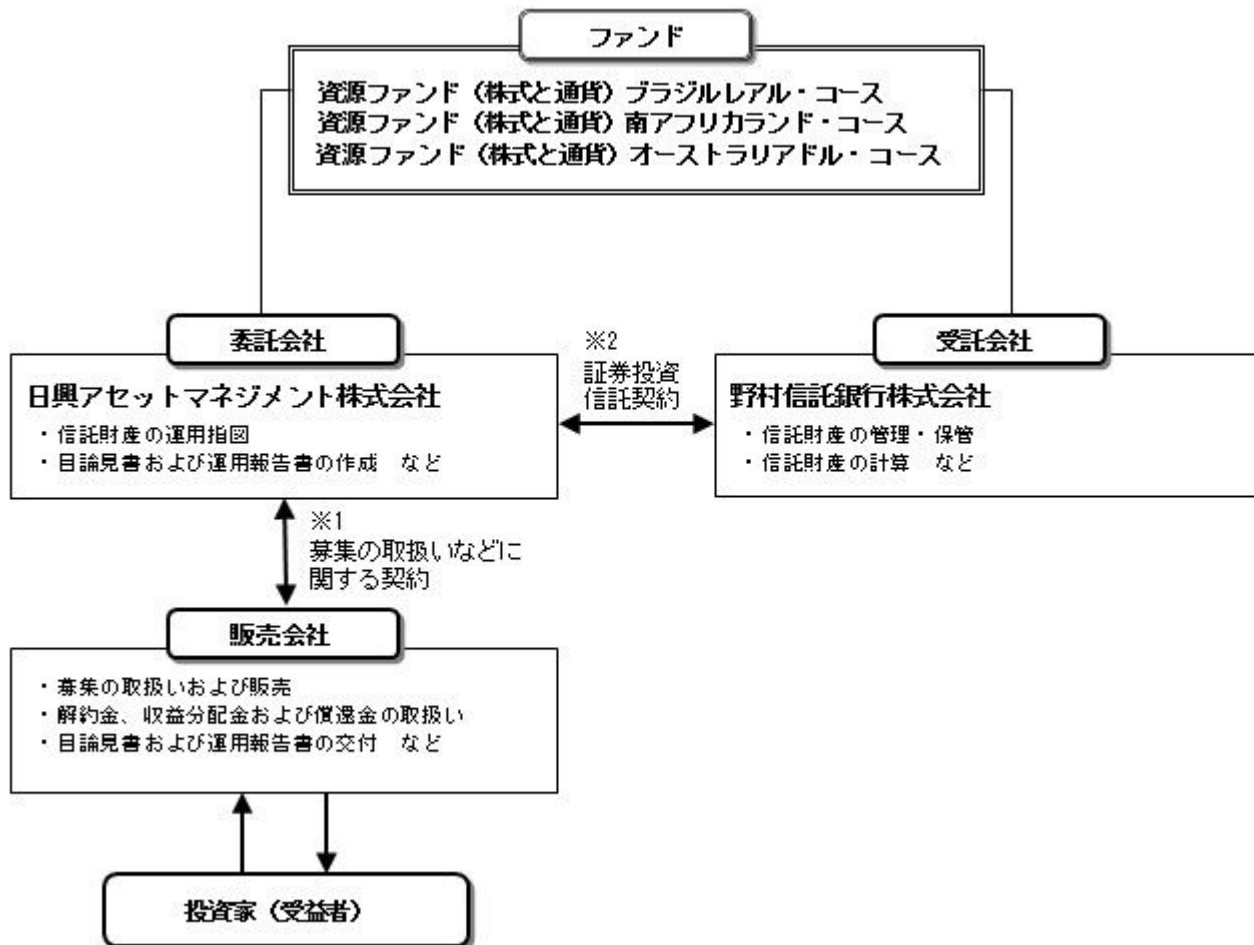 ファンド
資源ファンド（株式と通貨）ブラジルレアル・コース
資源ファンド（株式と通貨）南アフリカランド・コース
資源ファンド（株式と通貨）オーストラリアドル・コース
委託会社
日興アセットマネジメント株式会社
・信託財産の運用指図
・目論見書および運用報告書の作成　など
※2
証券投資
信託契約
受託会社
野村信託銀行株式会社
・信託財産の管理・保管
・信託財産の計算　など
※1
募集の取扱いなどに
関する契約
販売会社
・募集の取扱いおよび販売
・解約金、収益分配金および償還金の取扱い
・目論見書および運用報告書の交付　など
投資家（受益者）